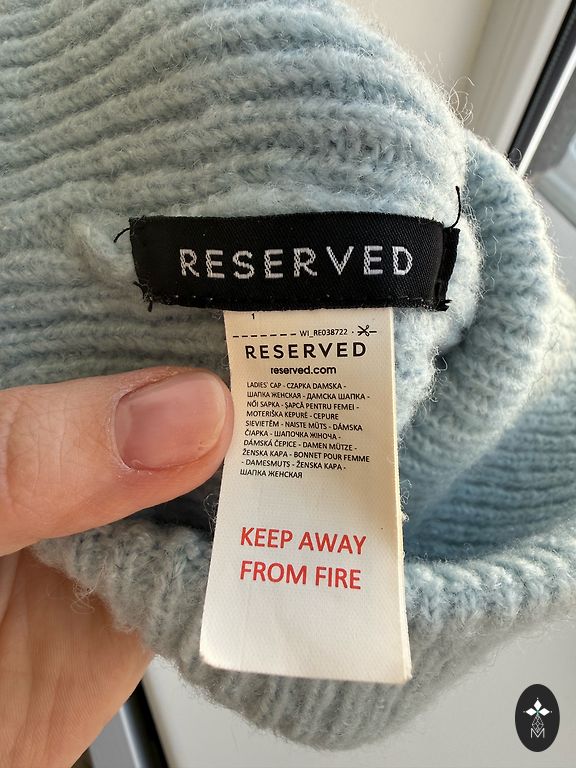 RESERVED
1
WI_RE038722
RESERVED
reserved.com
LADIES' CAP - CZAPKA DAMSKA -
ШАПКА ЖЕНСКАЯ - ДАМСКА ШАПКА -
NŐI SAPKA - ȘAPCĂ PENTRU FEMEI -
MOTERIŠKA KEPURĖ - CEPURE
SIEVIETĒM - NAISTE MÜTS - DÁMSKA
ČIAPKA - ШАПОЧКА ЖІНОЧА -
DÁMSKÁ ČEPICE - DAMEN MÜTZE -
ŽENSKA KAPA - BONNET POUR FEMME
- DAMESMUTS - ŽENSKA KAPA -
ШАПКА ЖЕНСКАЯ
KEEP AWAY
FROM FIRE
M